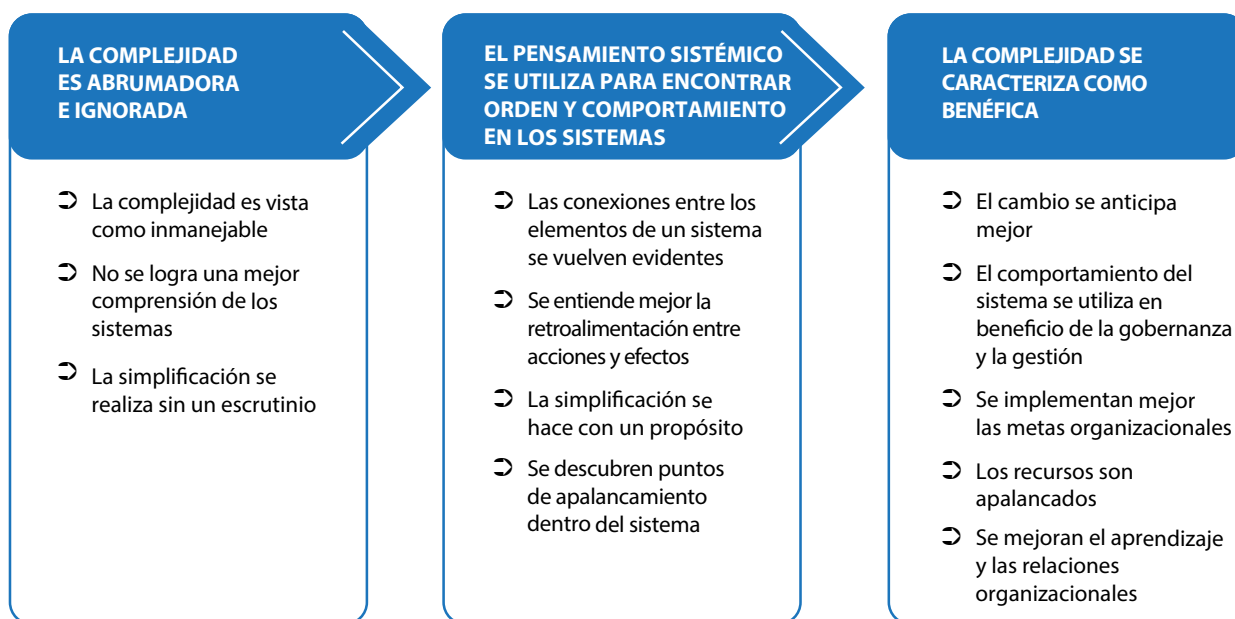 LA COMPLEJIDAD
ES ABRUMADORA
E IGNORADA
La complejidad es vista
como inmanejable
No se logra una mejor
comprensión de los
sistemas
La simplificación se
realiza sin un escrutinio
EL PENSAMIENTO SISTÉMICO
SE UTILIZA PARA ENCONTRAR
ORDEN Y COMPORTAMIENTO
EN LOS SISTEMAS
Las conexiones entre los
elementos de un sistema
se vuelven evidentes
Se entiende mejor la
retroalimentación entre
acciones y efectos
La simplificación se
hace con un propósito
Se descubren puntos
de apalancamiento
dentro del sistema
LA COMPLEJIDAD SE
CARACTERIZA COMO
BENÉFICA
El cambio se anticipa
mejor
El comportamiento del
sistema se utiliza en
beneficio de la gobernanza
y la gestión
Se implementan mejor
las metas organizacionales
Los recursos son
apalancados
Se mejoran el aprendizaje
y las relaciones
organizacionales